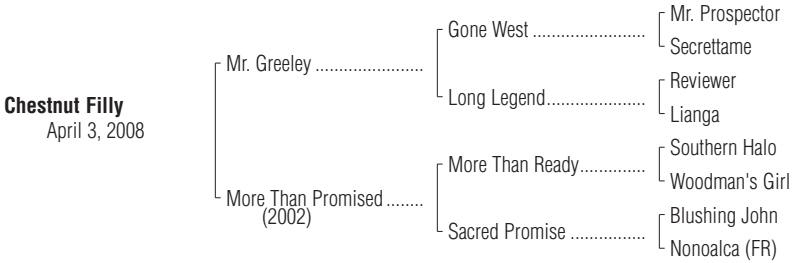 Chestnut Filly
April 3, 2008
Mr. Greeley .......................
More Than Promised ........
(2002)
Gone West ........................
Long Legend.....................
More Than Ready..............
Sacred Promise ................
Mr. Prospector
Secrettame
Reviewer
Lianga
Southern Halo
Woodman's Girl
Blushing John
Nonoalca (FR)